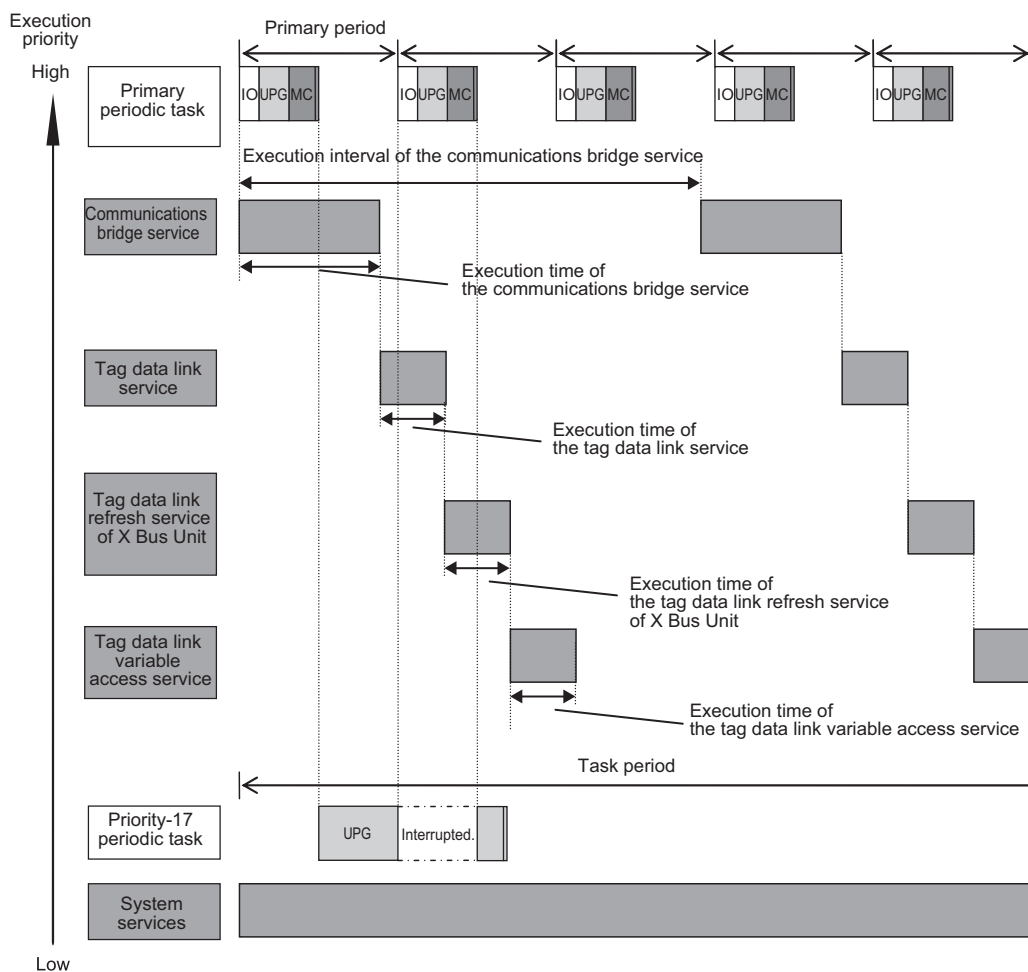 Execution
priority
High
Primary period
Primary
periodic task
IO UPG MC
IO UPG MC
IO UPG MC
IO UPG MC
IO UPG MC
Execution interval of the communications bridge service
Communications
bridge service
Execution time of
the communications bridge service
Tag data link
service
Execution time of
the tag data link service
Tag data link
refresh service
of X Bus Unit
Execution time of
the tag data link refresh service
of X Bus Unit
Tag data link
variable
access service
Execution time of
the tag data link variable access service
Task period
Priority-17
periodic task
UPG
Interrupted.
System
services
Low